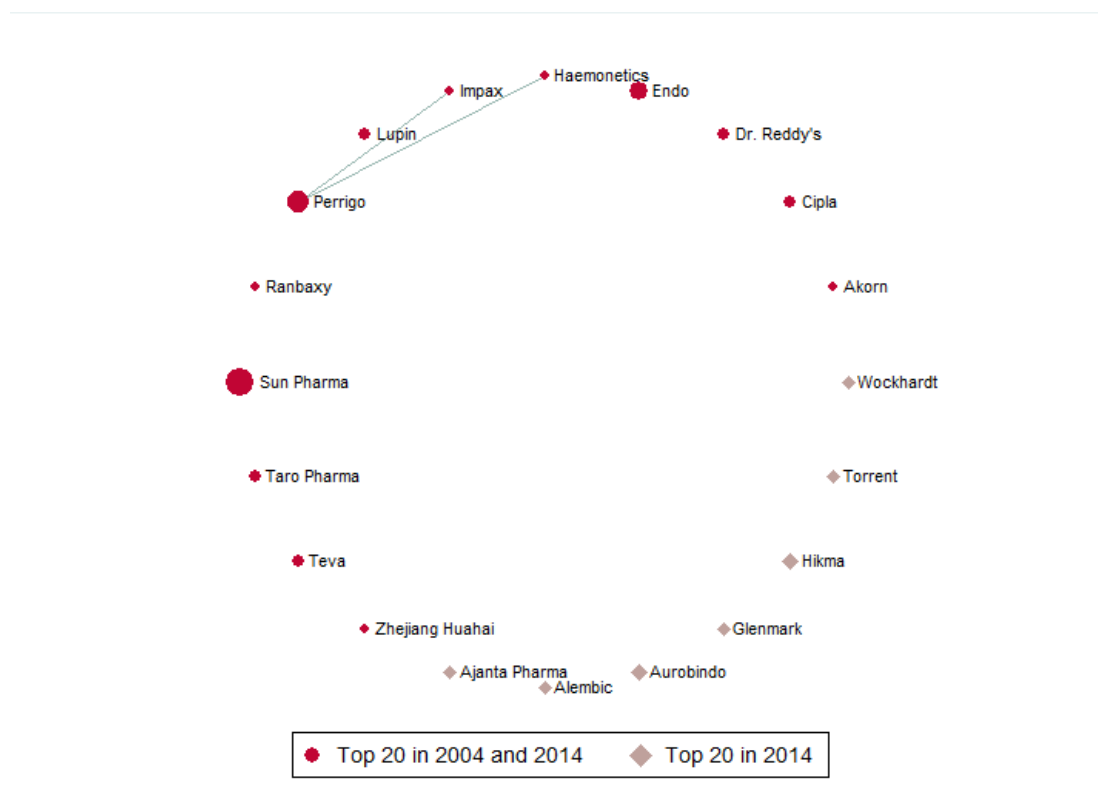 Haemonetics
Impax
Endo
Lupin
Dr. Reddy's
Perrigo
Cipla
Ranbaxy
Akorn
Sun Pharma
Wockhardt
Taro Pharma
Torrent
Teva
Hikma
Zhejiang Huahai
Glenmark
Ajanta Pharma
Aurobindo
Alembic
Top 20 in 2004 and 2014
Top 20 in 2014